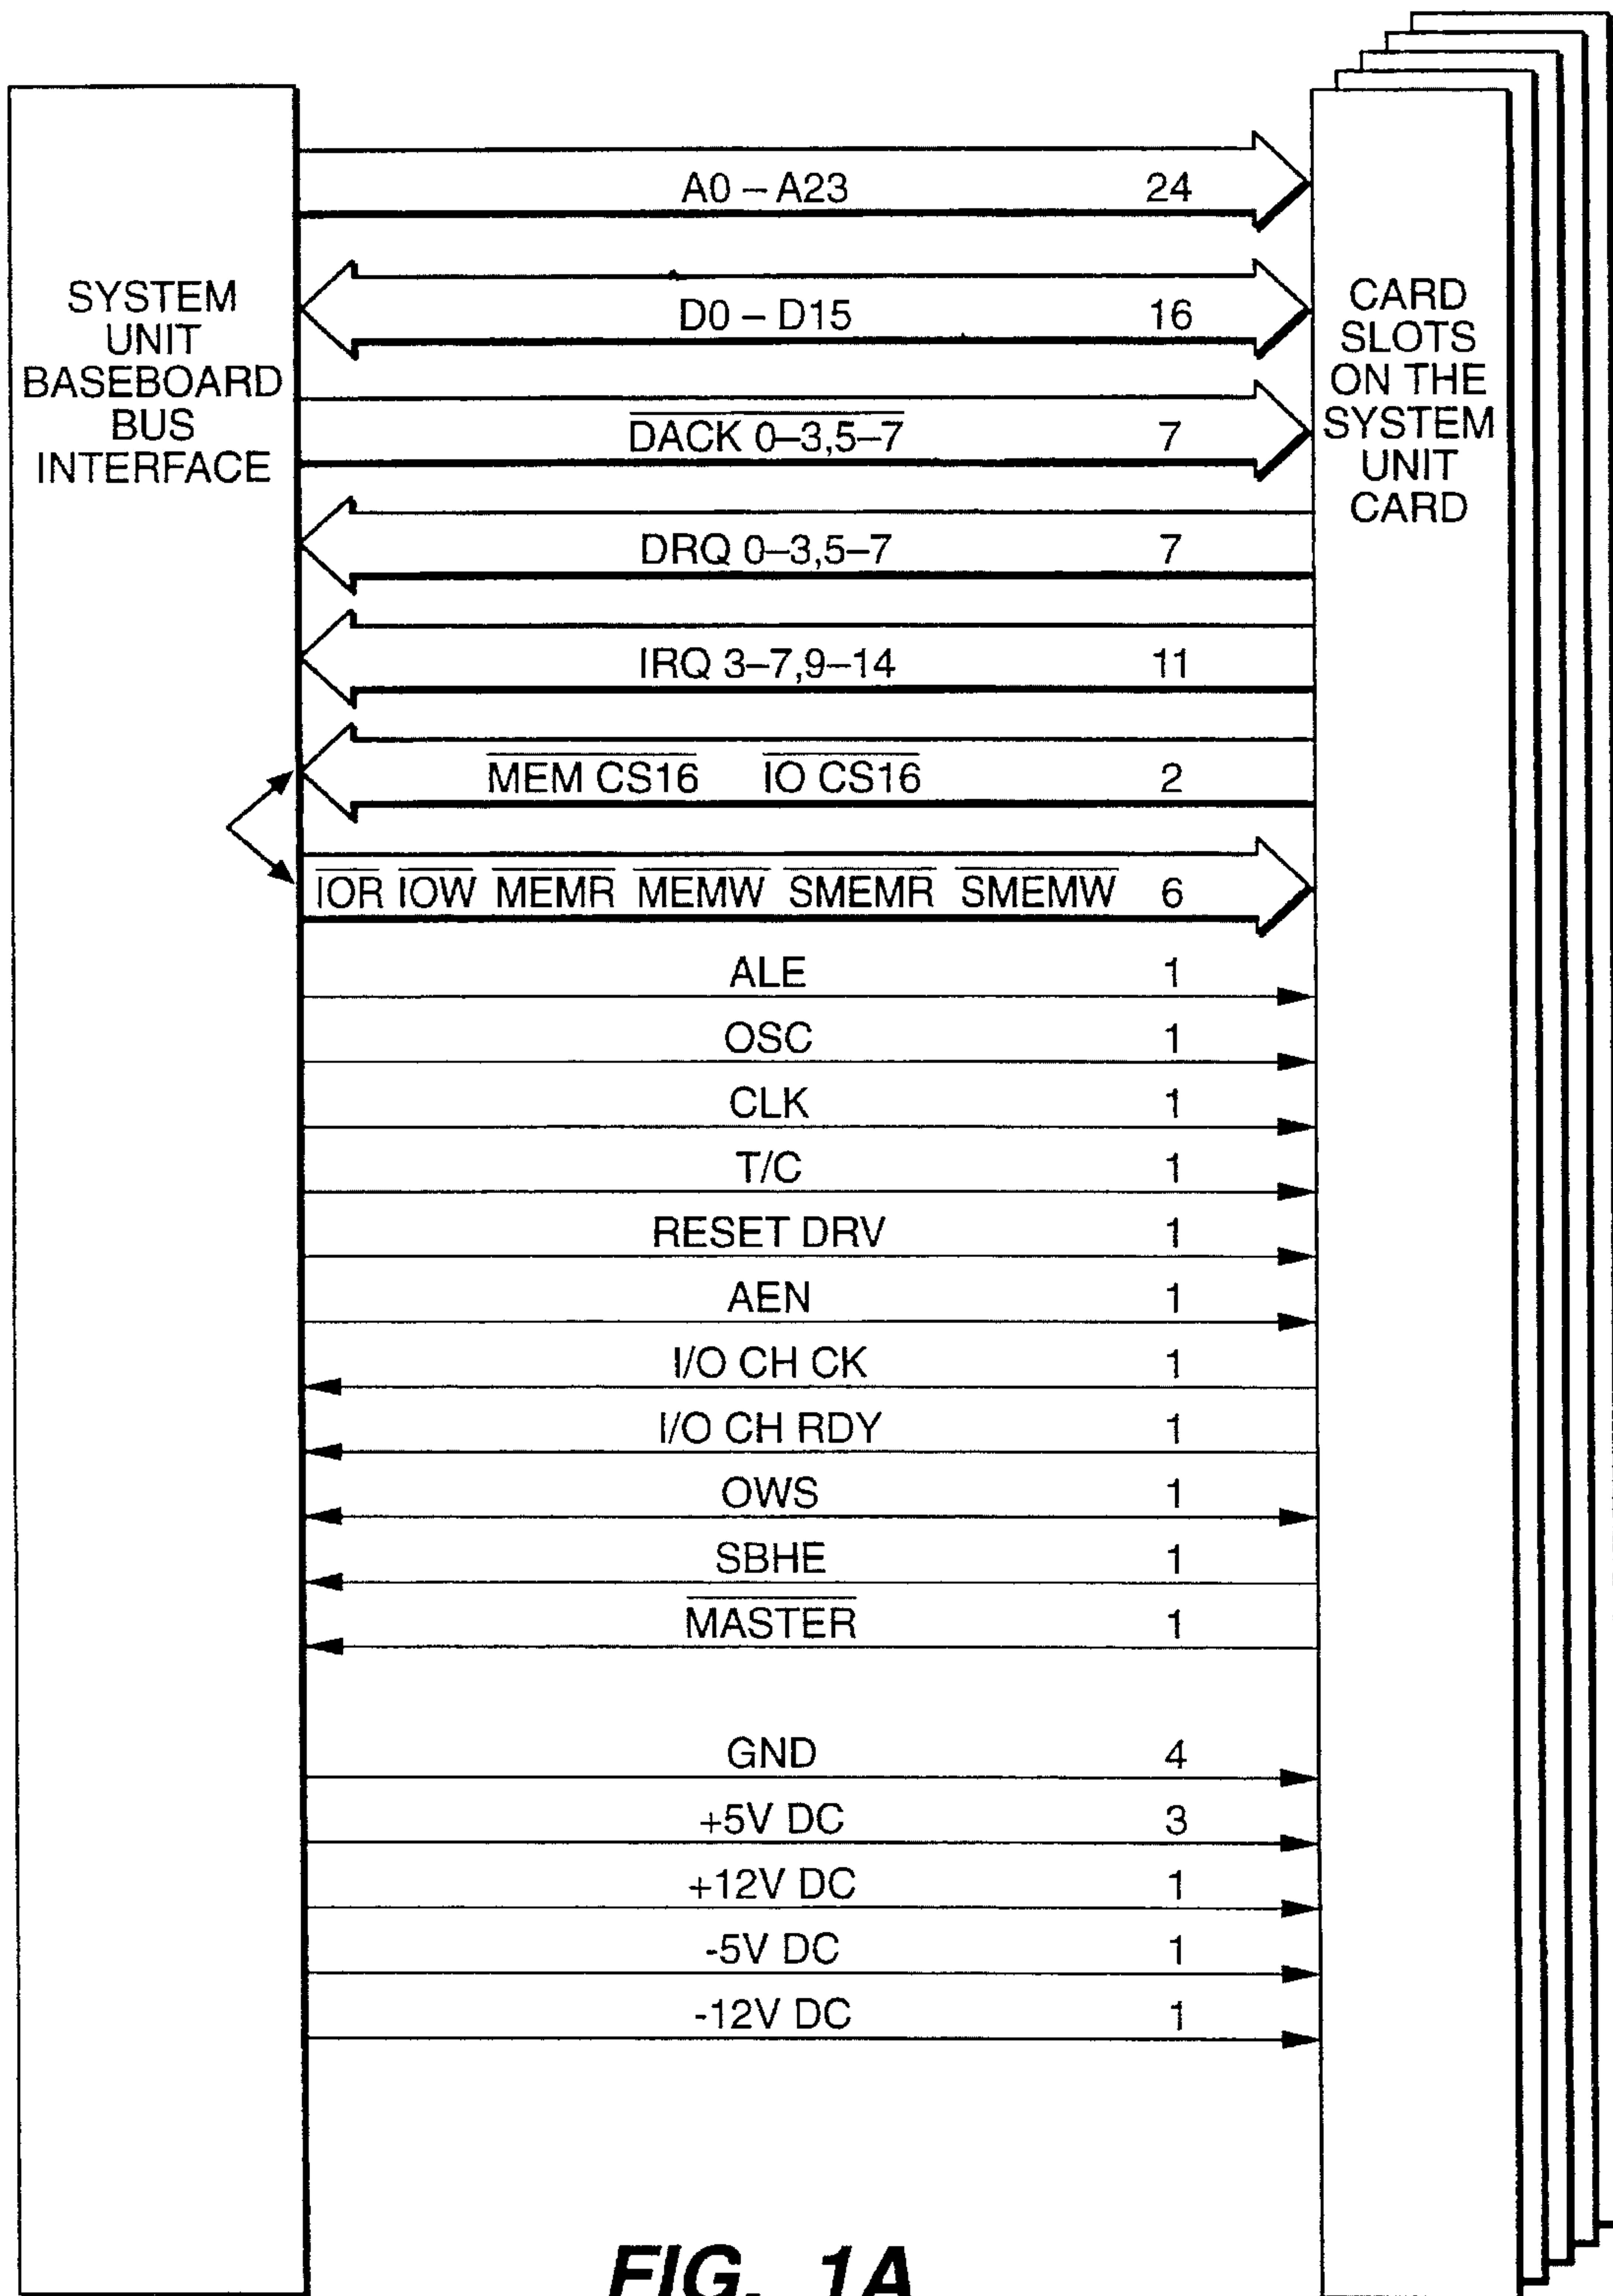 SYSTEM
UNIT
BASEBOARD
BUS
INTERFACE
A0 – A23 24
D0 – D15 16
DACK 0–3,5–7 7
DRQ 0–3,5–7 7
IRQ 3–7,9–14 11
MEM CS16 IO CS16 2
IOR IOW MEMR MEMW SMEMR SMEMW 6
ALE 1
OSC 1
CLK 1
T/C 1
RESET DRV 1
AEN 1
I/O CH CK 1
I/O CH RDY 1
OWS 1
SBHE 1
MASTER 1
GND 4
+5V DC 3
+12V DC 1
-5V DC 1
-12V DC 1
CARD
SLOTS
ON THE
SYSTEM
UNIT
CARD
FIG. 1A